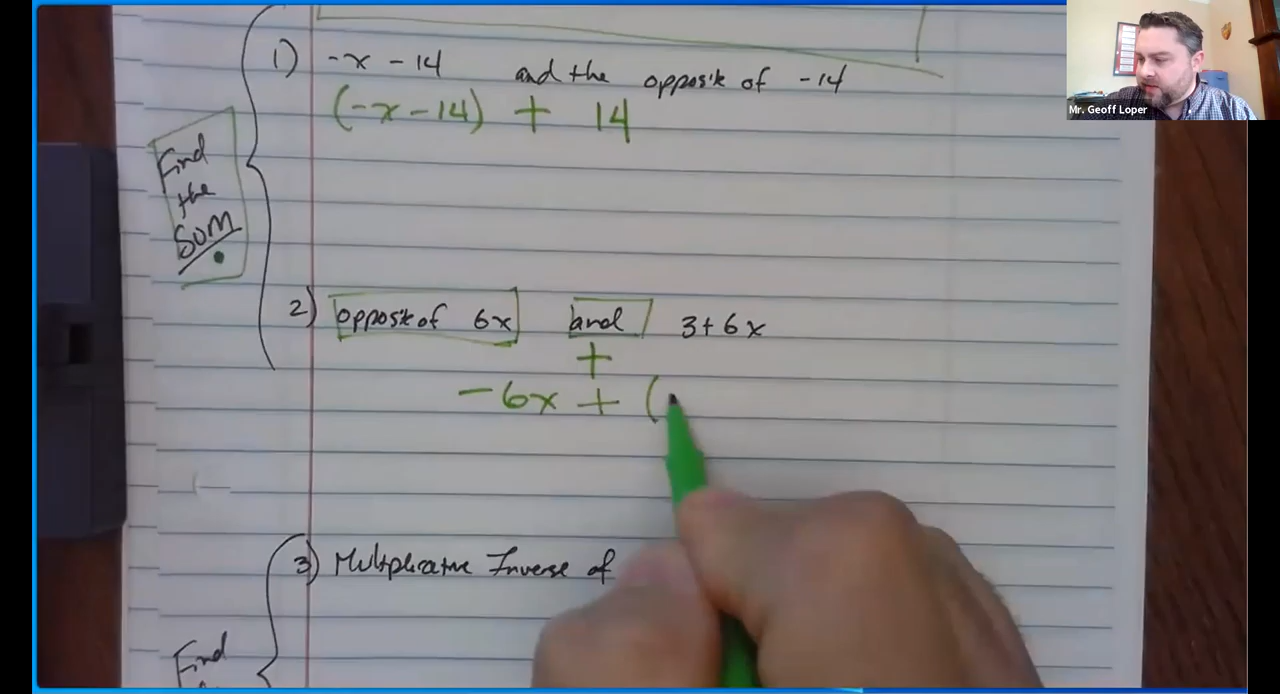 Mr. Geoff Loper
1) -x - 14 and the opposite of -14
(-x - 14) + 14
Find
the
SUM
2) opposite of 6x and 3 + 6x
+
-6x + (
3) Multiplicative Inverse of
Find